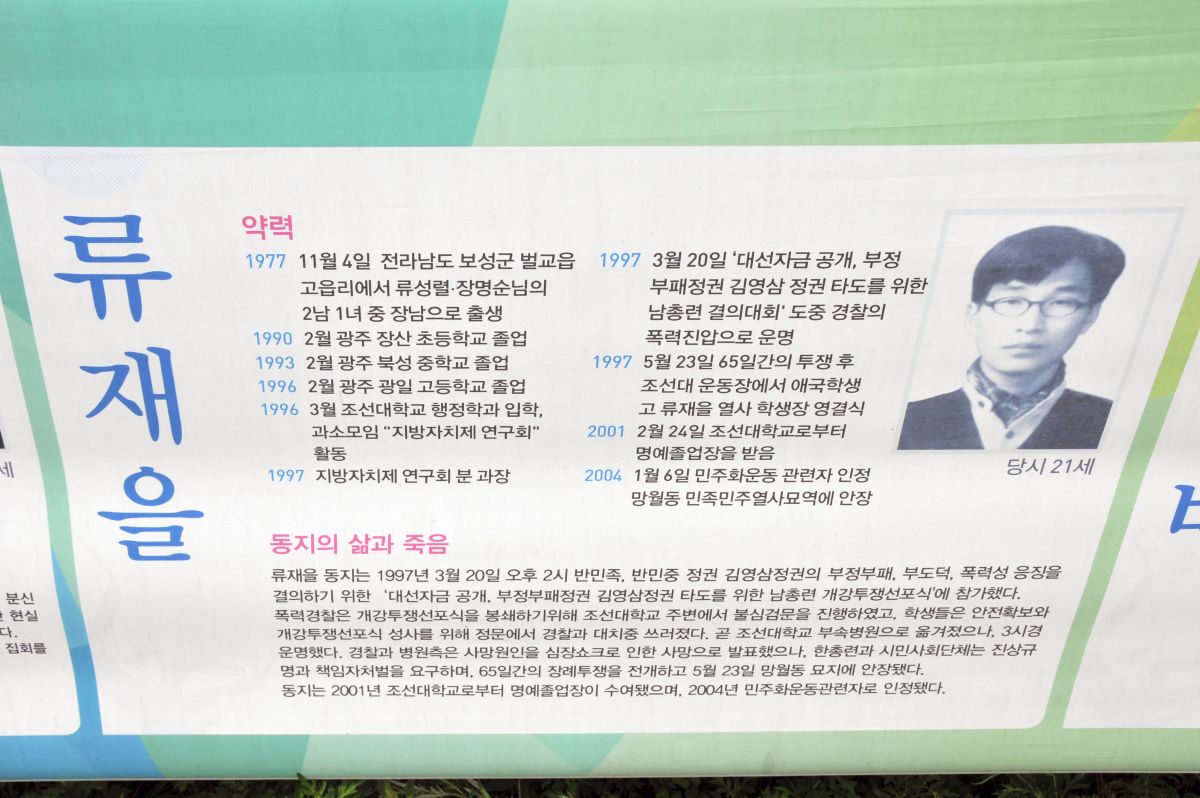 류재을
약력
1977 11월 4일 전라남도 보성군 벌교읍
고읍리에서 류성렬·장명순님의
2남 1녀 중 장남으로 출생
1990 2월 광주 장산 초등학교 졸업
1993 2월 광주 북성 중학교 졸업
1996 2월 광주 광일 고등학교 졸업
1996 3월 조선대학교 행정학과 입학,
과소모임 "지방자치제 연구회"
활동
1997 지방자치제 연구회 분 과장
1997 3월 20일 '대선자금 공개, 부정
부패정권 김영삼 정권 타도를 위한
남총련 결의대회' 도중 경찰의
폭력진압으로 운명
1997 5월 23일 65일간의 투쟁 후
조선대 운동장에서 애국학생
고 류재을 열사 학생장 영결식
2001 2월 24일 조선대학교로부터
명예졸업장을 받음
2004 1월 6일 민주화운동 관련자 인정
망월동 민족민주열사묘역에 안장
당시 21세
동지의 삶과 죽음
류재을 동지는 1997년 3월 20일 오후 2시 반민족, 반민중 정권 김영삼정권의 부정부패, 부도덕, 폭력성 응징을
결의하기 위한 '대선자금 공개, 부정부패정권 김영삼정권 타도를 위한 남총련 개강투쟁선포식'에 참가했다.
폭력경찰은 개강투쟁선포식을 봉쇄하기위해 조선대학교 주변에서 불심검문을 진행하였고, 학생들은 안전확보와
개강투쟁선포식 성사를 위해 정문에서 경찰과 대치중 쓰러졌다. 곧 조선대학교 부속병원으로 옮겨졌으나, 3시경
운명했다. 경찰과 병원측은 사망원인을 심장쇼크로 인한 사망으로 발표했으나, 한총련과 시민사회단체는 진상규
명과 책임자처벌을 요구하며, 65일간의 장례투쟁을 전개하고 5월 23일 망월동 묘지에 안장됐다.
동지는 2001년 조선대학교로부터 명예졸업장이 수여됐으며, 2004년 민주화운동관련자로 인정됐다.
세
분신
현실
다.
집회를